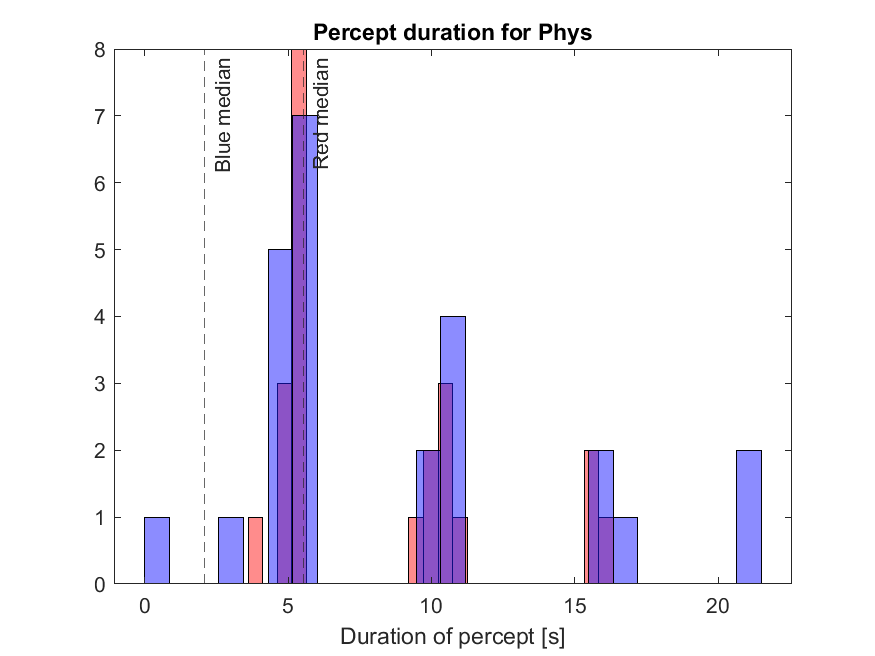 Percept duration for Phys
8
7
6
5
4
3
2
1
0
Blue median
Red median
0 5 10 15 20
Duration of percept [s]